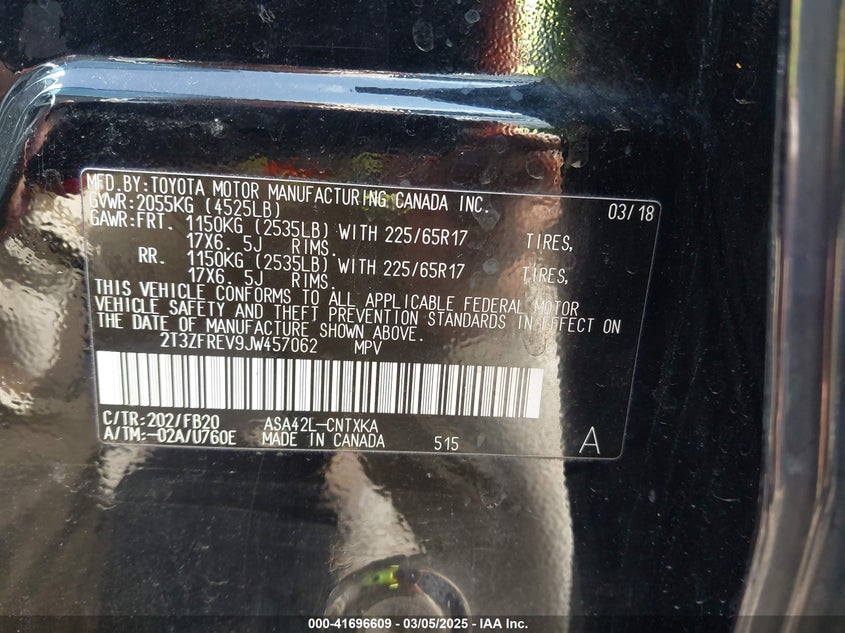 MFD.BY:TOYOTA MOTOR MANUFACTURING CANADA INC. 03/18
GVWR:2055KG (4525LB)
GAWR:FRT. 1150KG (2535LB) WITH 225/65R17 TIRES,
17X6.5J RIMS.
RR. 1150KG (2535LB) WITH 225/65R17 TIRES,
17X6.5J RIMS.
THIS VEHICLE CONFORMS TO ALL APPLICABLE FEDERAL MOTOR
VEHICLE SAFETY AND THEFT PREVENTION STANDARDS IN EFFECT ON
THE DATE OF MANUFACTURE SHOWN ABOVE.
2T3ZFREV9JW457062 MPV
C/TR:202/FB20 ASA42L-CNTXKA
A/TM:-02A/U760E MADE IN CANADA 515 A
000-41696609 - 03/05/2025 - IAA Inc.